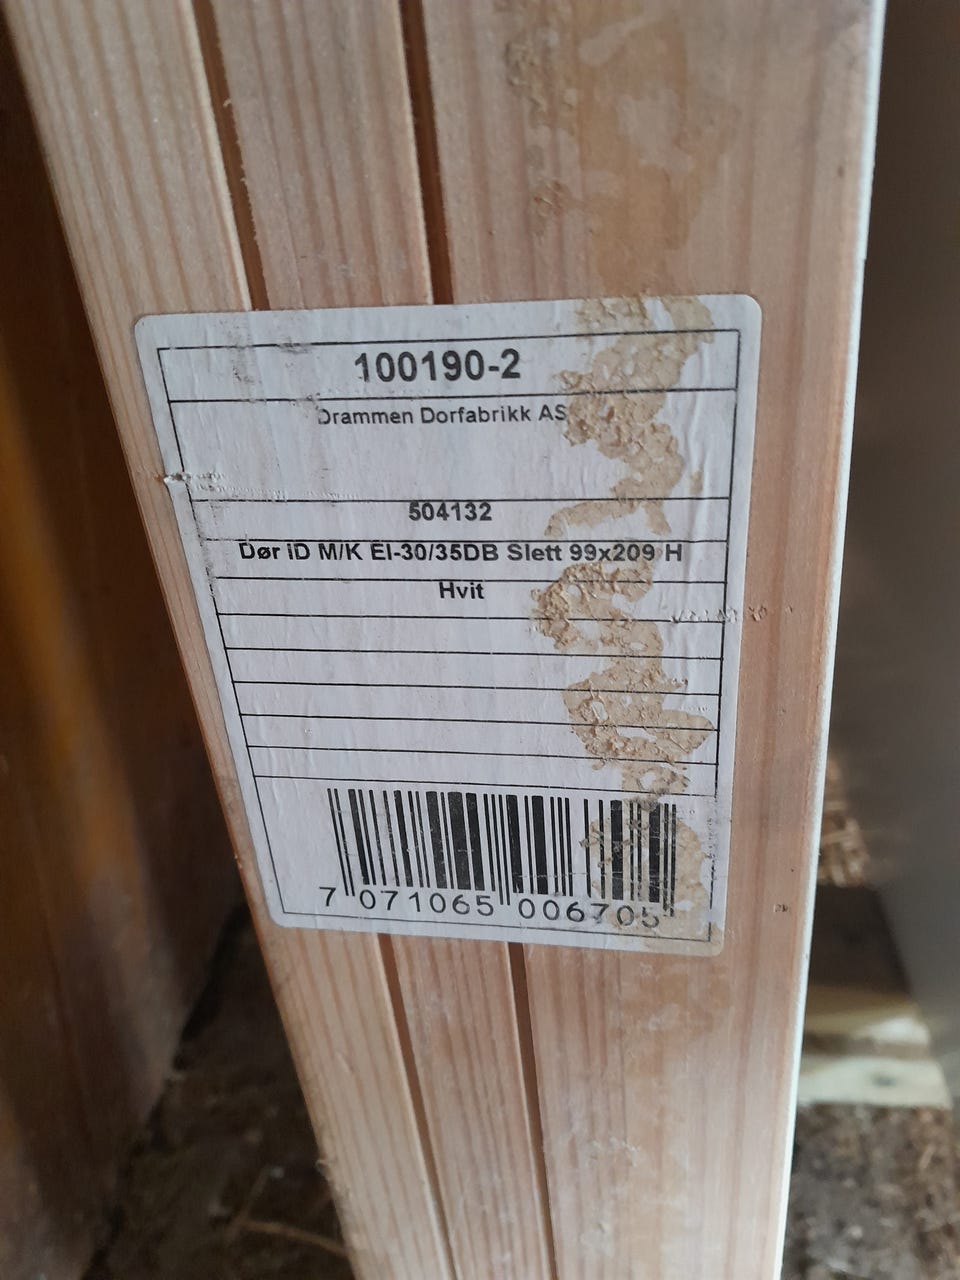 100190-2
Drammen Dorfabrikk AS
504132
Dør ID M/K EI-30/35DB Slett 99x209 H
Hvit
7 071065 006705